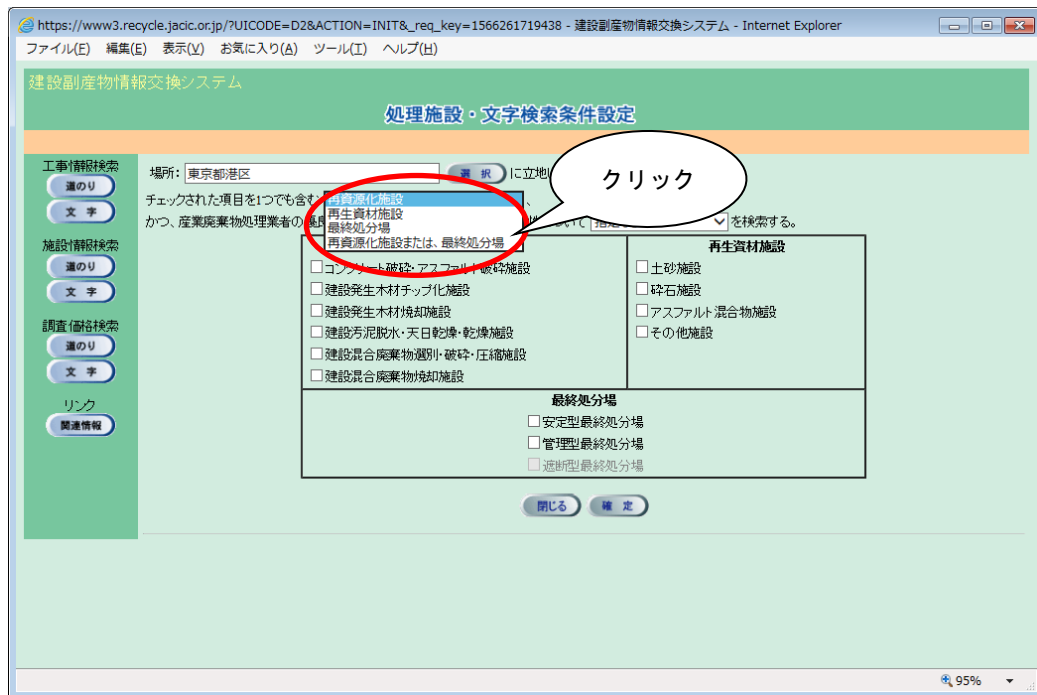 https://www3.recycle.jacic.or.jp/?UICODE=D2&ACTION=INIT&_req_key=1566261719438 - 建設副産物情報交換システム - Internet Explorer
ファイル(F) 編集(E) 表示(V) お気に入り(A) ツール(T) ヘルプ(H)
建設副産物情報交換システム
処理施設・文字検索条件設定
工事情報検索
道のり
文 字
施設情報検索
道のり
文 字
調査価格検索
道のり
文 字
リンク
関連情報
場所: 東京都港区 選 択 に立地
クリック
チェックされた項目を1つでも含む 再資源化施設 、
再生資材施設
最終処分場
再資源化施設または、最終処分場
かつ、産業廃棄物処理業者の優 いて を検索する。
コンクリート破砕・アスファルト破砕施設
建設発生木材チップ化施設
建設発生木材焼却施設
建設汚泥脱水・天日乾燥・乾燥施設
建設混合廃棄物選別・破砕・圧縮施設
建設混合廃棄物焼却施設
再生資材施設
土砂施設
砕石施設
アスファルト混合物施設
その他施設
最終処分場
安定型最終処分場
管理型最終処分場
遮断型最終処分場
閉じる 確 定
95%